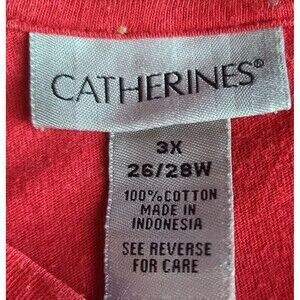 CATHERINES®
3X
26/28W
100% COTTON
MADE IN
INDONESIA
SEE REVERSE
FOR CARE